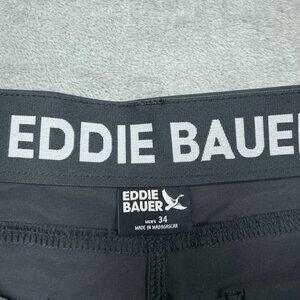 EDDIE BAUE
EDDIE
BAUER
MEN'S 34
MADE IN MADAGASCAR